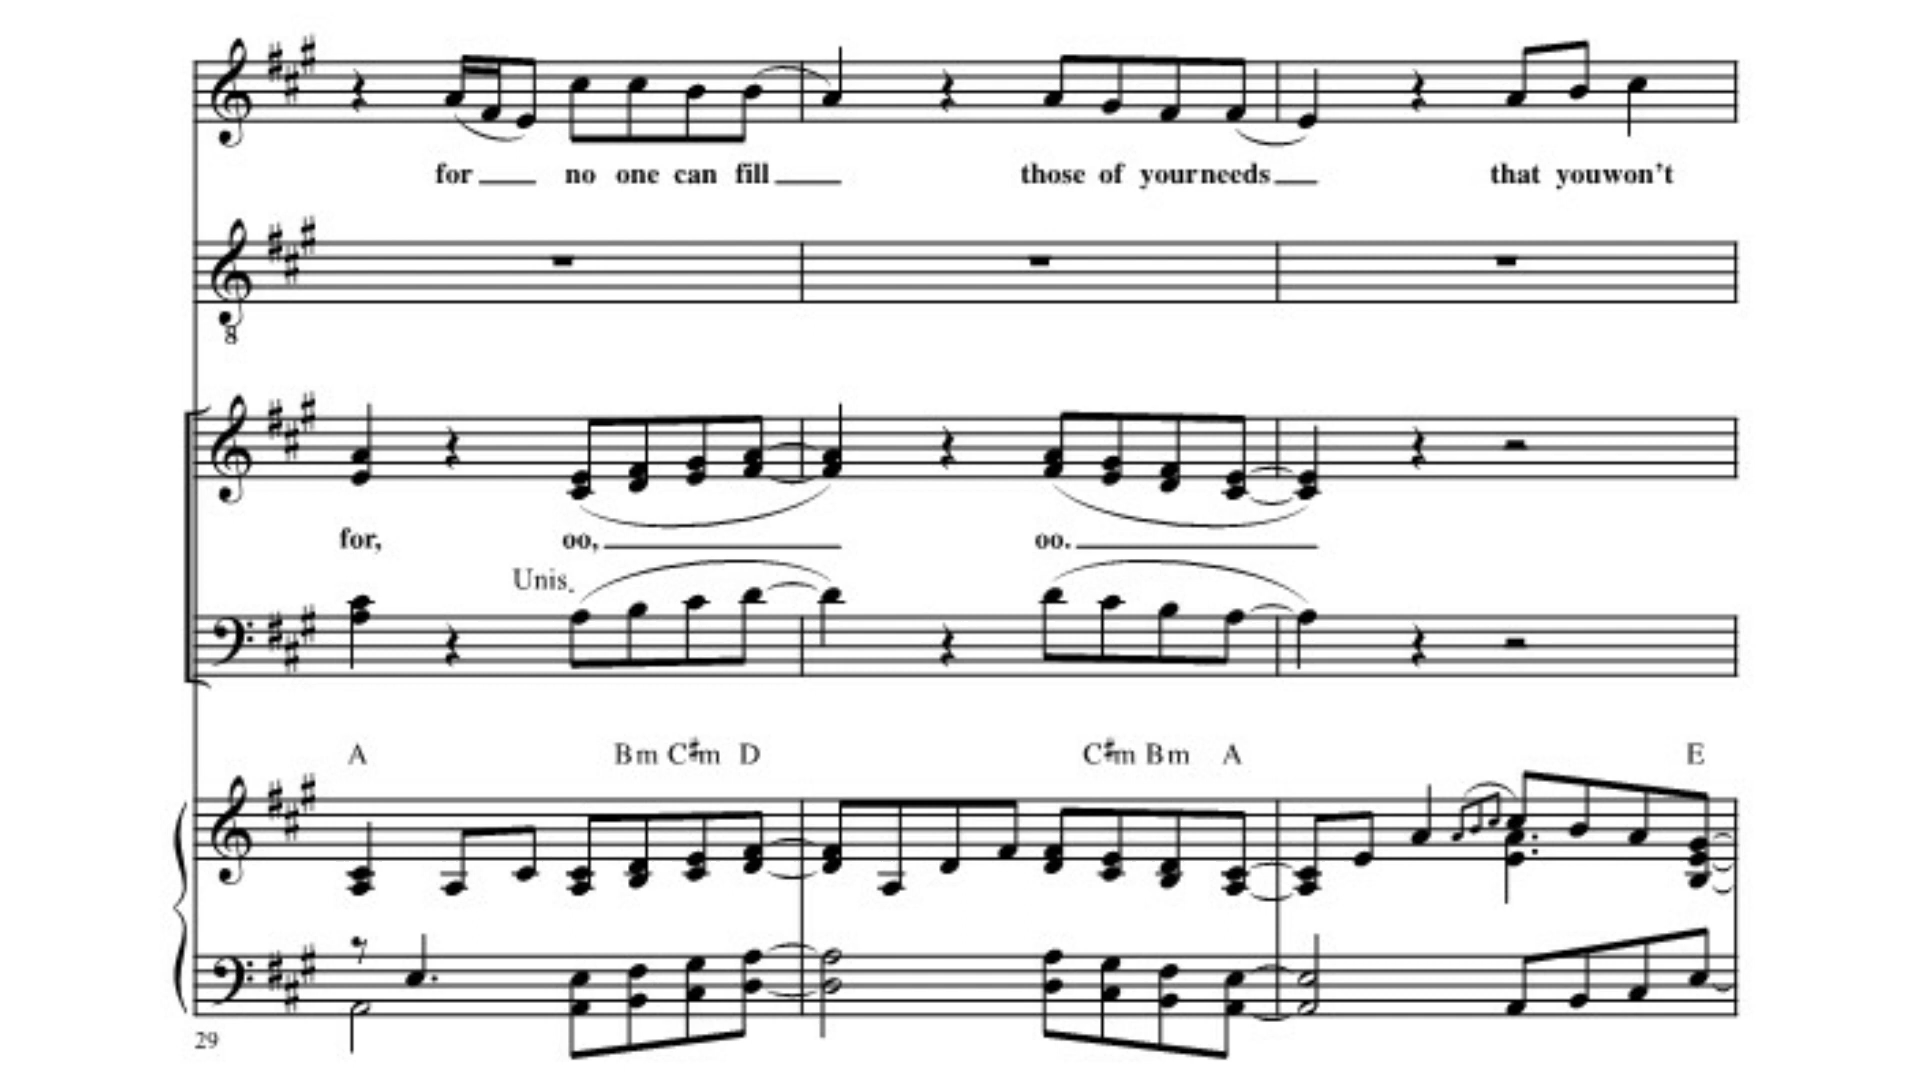 for no one can fill those of your needs that you won't
8
for, oo, oo.
Unis.
A Bm C♯m D C♯m Bm A E
29